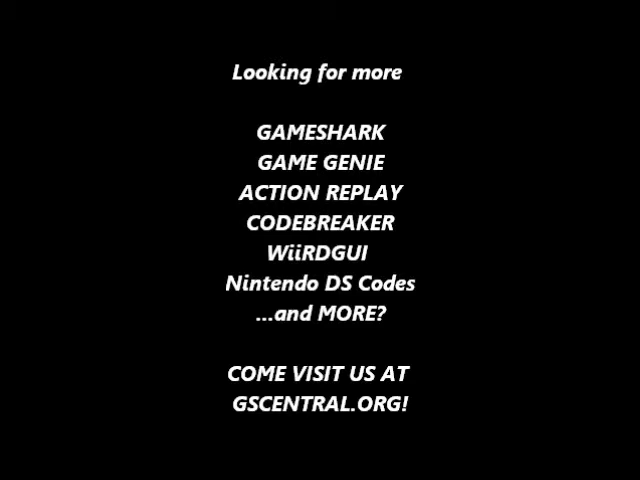 Looking for more
GAMESHARK
GAME GENIE
ACTION REPLAY
CODEBREAKER
WiiRDGUI
Nintendo DS Codes
...and MORE?
COME VISIT US AT
GSCENTRAL.ORG!